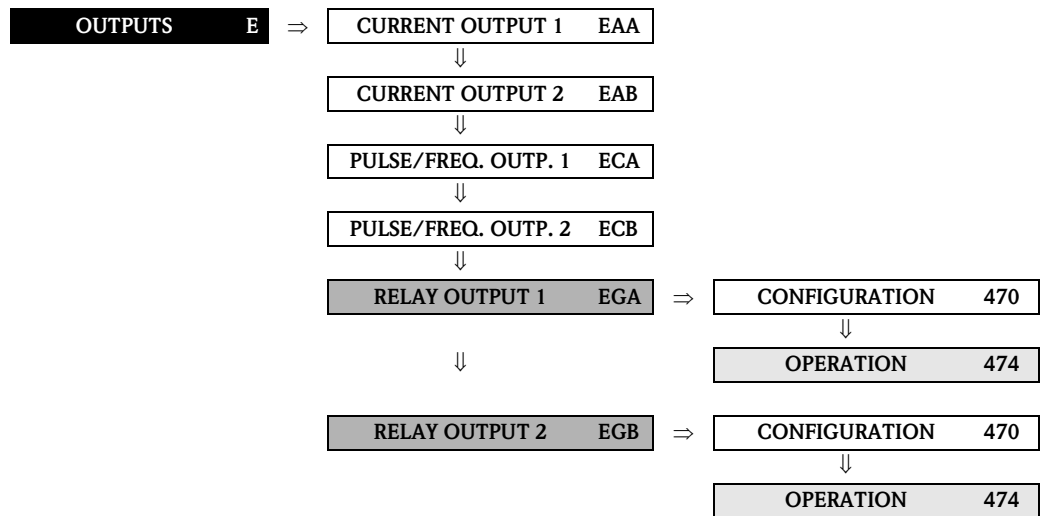 OUTPUTS E ⇒ CURRENT OUTPUT 1 EAA
⇓
CURRENT OUTPUT 2 EAB
⇓
PULSE/FREQ. OUTP. 1 ECA
⇓
PULSE/FREQ. OUTP. 2 ECB
⇓
RELAY OUTPUT 1 EGA ⇒ CONFIGURATION 470
⇓
⇓ OPERATION 474
RELAY OUTPUT 2 EGB ⇒ CONFIGURATION 470
⇓
OPERATION 474